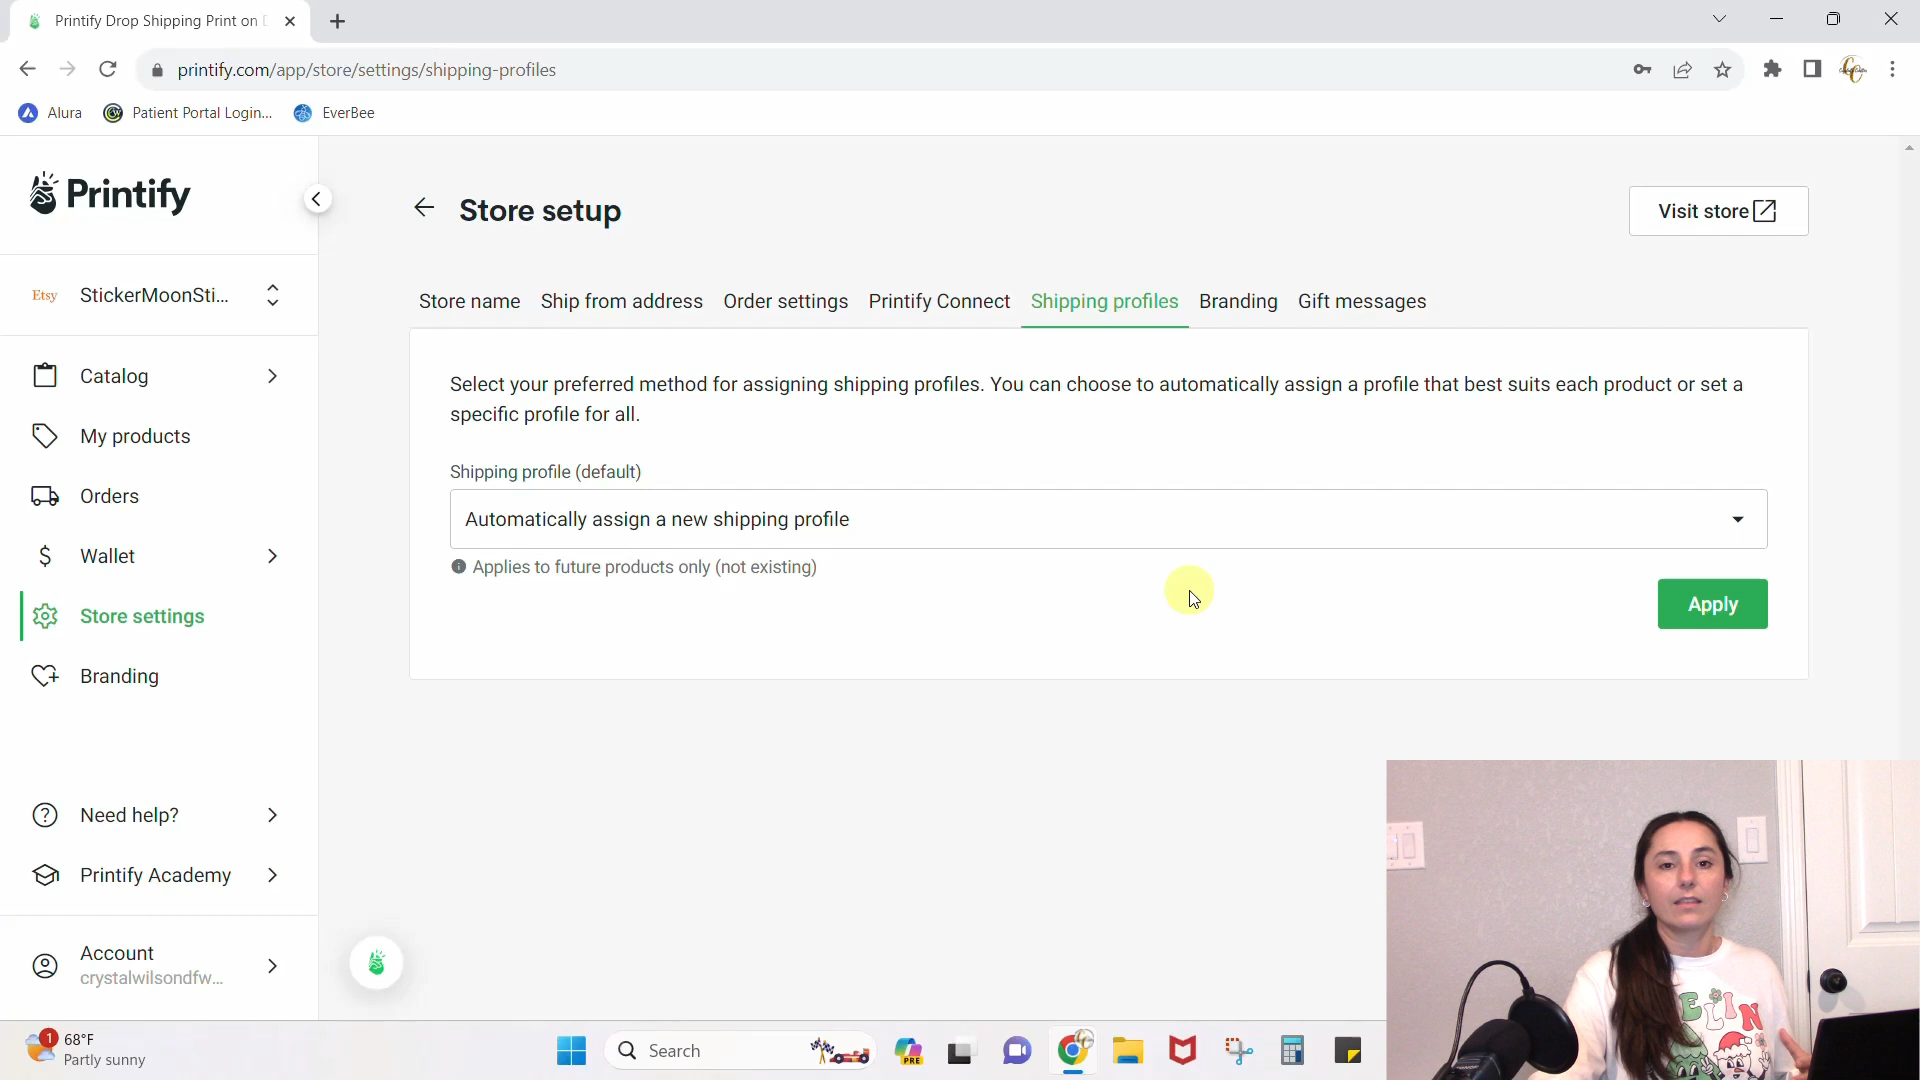 Printify Drop Shipping Print on
printify.com/app/store/settings/shipping-profiles
Alura
Patient Portal Login...
EverBee
Printify
Store setup
Visit store
Etsy
StickerMoonSti...
Store name
Ship from address
Order settings
Printify Connect
Shipping profiles
Branding
Gift messages
Catalog
My products
Orders
Wallet
Store settings
Branding
Select your preferred method for assigning shipping profiles. You can choose to automatically assign a profile that best suits each product or set a
specific profile for all.
Shipping profile (default)
Automatically assign a new shipping profile
Applies to future products only (not existing)
Apply
Need help?
Printify Academy
Account
crystalwilsondfw...
1
68°F
Partly sunny
Search
PRE
ELIN